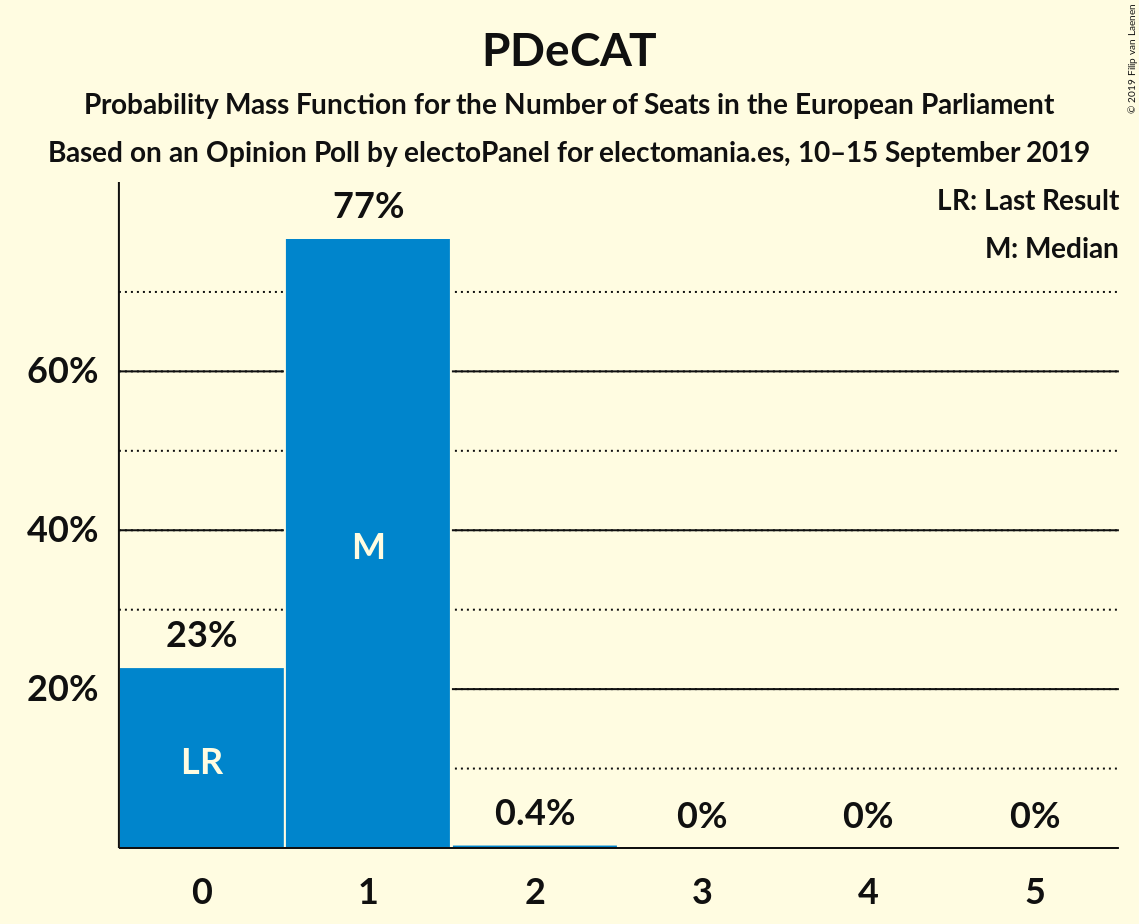 PDeCAT
Probability Mass Function for the Number of Seats in the European Parliament
Based on an Opinion Poll by electoPanel for electomania.es, 10–15 September 2019
© 2019 Filip van Laenen
LR: Last Result
M: Median
77%
60%
40%
M
23%
20%
LR
0.4%
0%
0%
0%
0
1
2
3
4
5